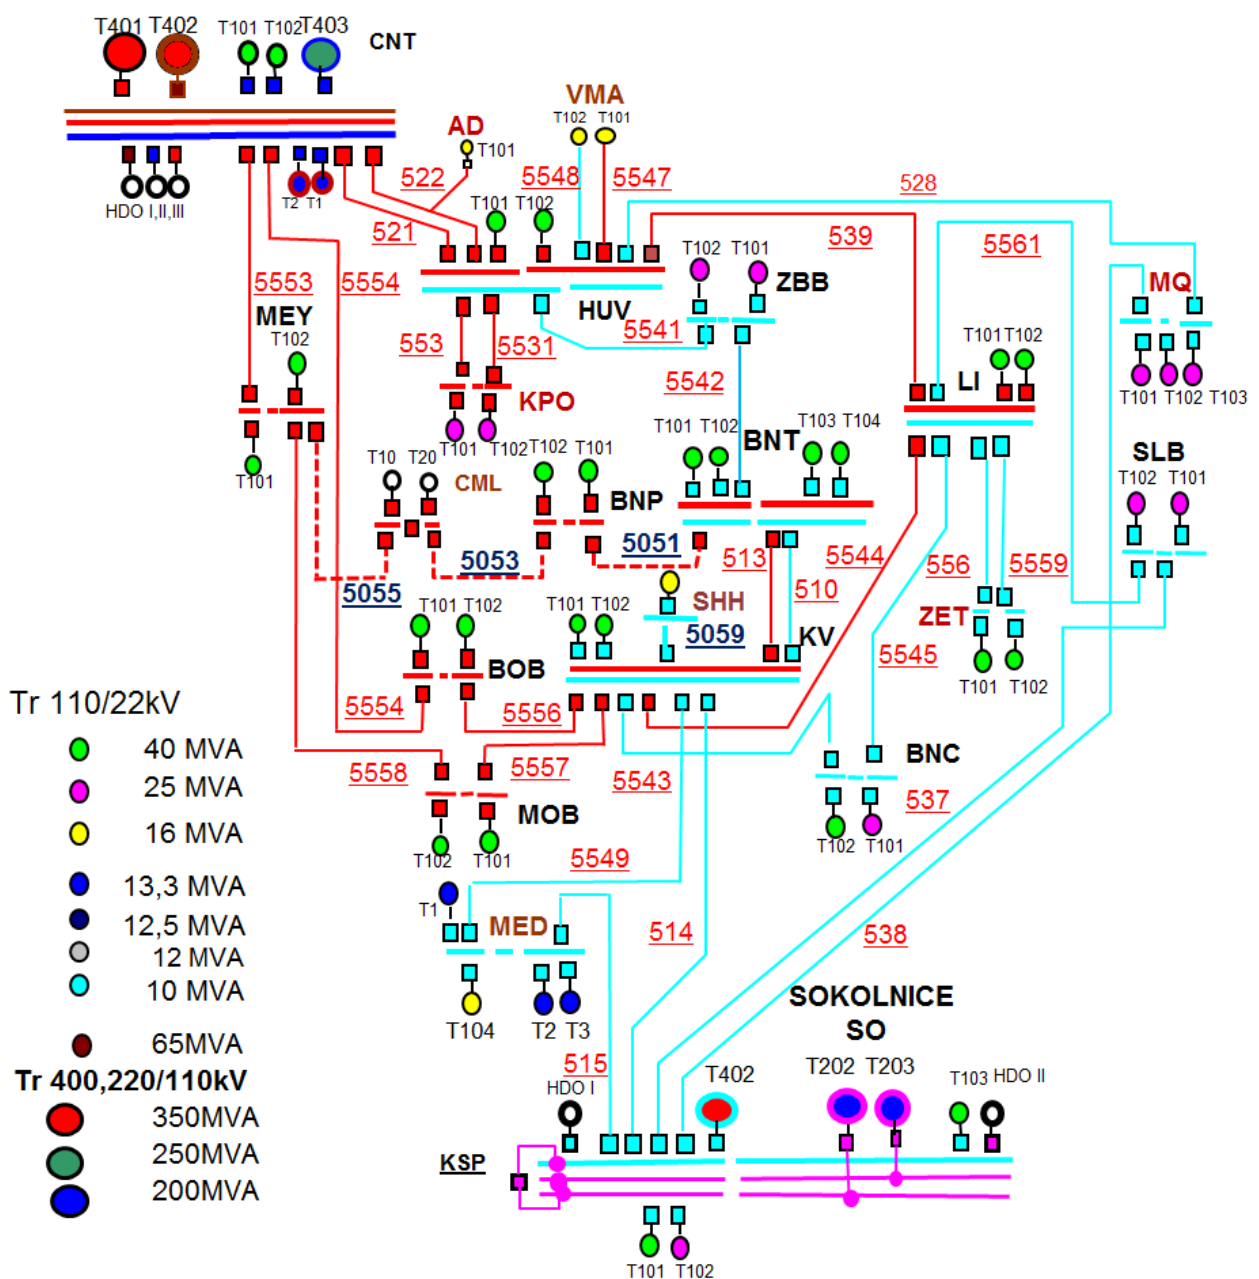 T401
T402
T101
T102
T403
CNT
HDO I,II,III
T2
T1
AD
T101
VMA
T102
T101
522
521
5548
5547
528
539
5561
T101
T102
T102
T101
ZBB
HUV
MQ
T101
T102
T103
5553
5554
MEY
T102
T101
553
5531
5541
5542
KPO
T101
T102
LI
T101
T102
SLB
T102
T101
T10
T20
CML
T102
T101
BNP
T101
T102
BNT
T103
T104
5055
5053
5051
513
510
5544
556
5559
SHH
5059
KV
ZET
T101
T102
T101
T102
BOB
T101
T102
5554
5556
5545
5558
5557
5543
BNC
537
T102
T101
MOB
T102
T101
5549
T1
MED
T104
T2
T3
514
538
515
Tr 110/22kV
40 MVA
25 MVA
16 MVA
13,3 MVA
12,5 MVA
12 MVA
10 MVA
65MVA
Tr 400,220/110kV
350MVA
250MVA
200MVA
SOKOLNICE
SO
HDO I
T402
T202
T203
T103
HDO II
KSP
T101
T102